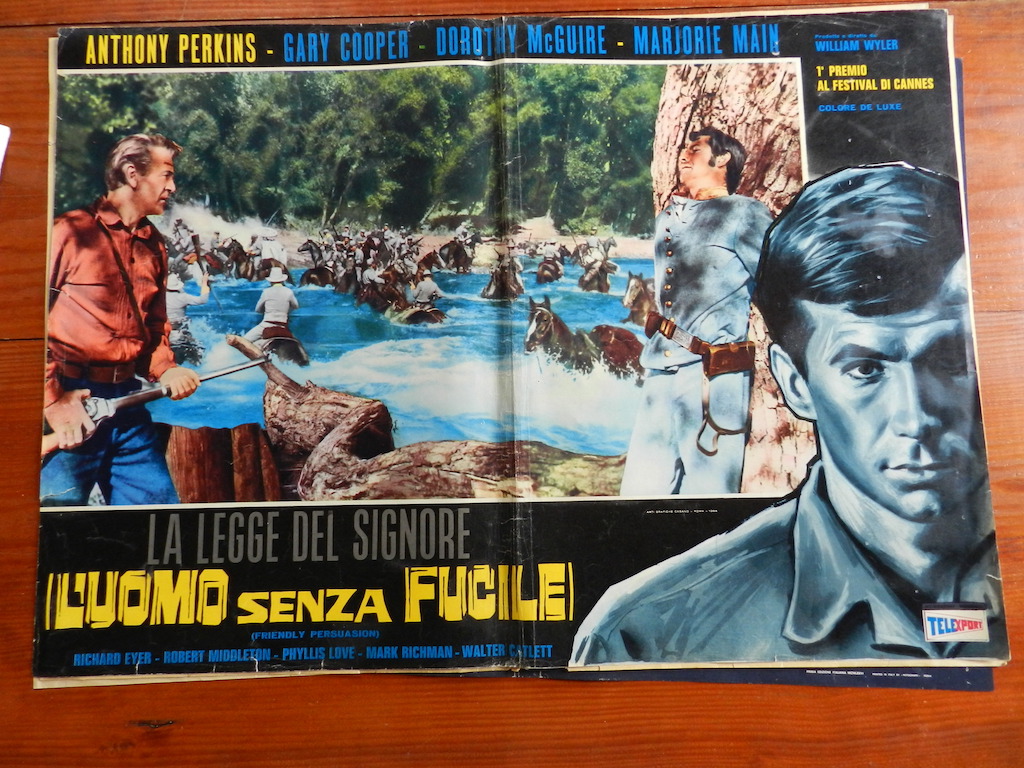 ANTHONY PERKINS - GARY COOPER - DOROTHY McGUIRE - MARJORIE MAIN
Prodotto e diretto da
WILLIAM WYLER
1° PREMIO
AL FESTIVAL DI CANNES
COLORE DE LUXE
LA LEGGE DEL SIGNORE
(L'UOMO SENZA FUCILE)
(FRIENDLY PERSUASION)
RICHARD EYER - ROBERT MIDDLETON - PHYLLIS LOVE - MARK RICHMAN - WALTER CATLETT
TELEXPORT